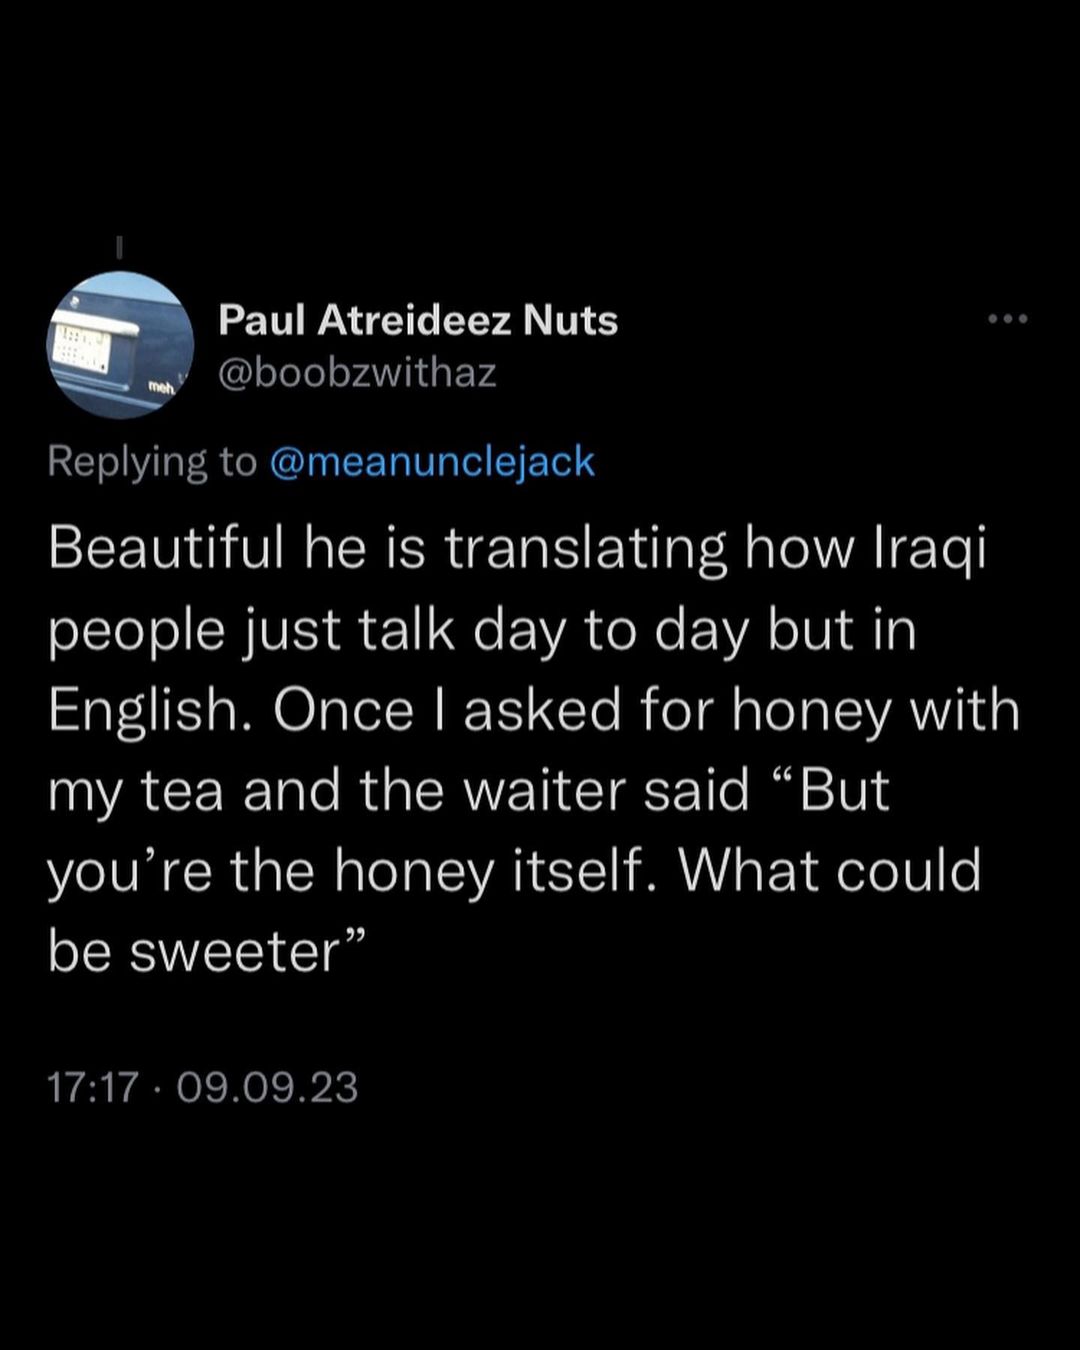 Paul Atreideez Nuts
@boobzwithaz
Replying to @meanunclejack
Beautiful he is translating how Iraqi
people just talk day to day but in
English. Once I asked for honey with
my tea and the waiter said “But
you’re the honey itself. What could
be sweeter”
17:17 · 09.09.23
meh.